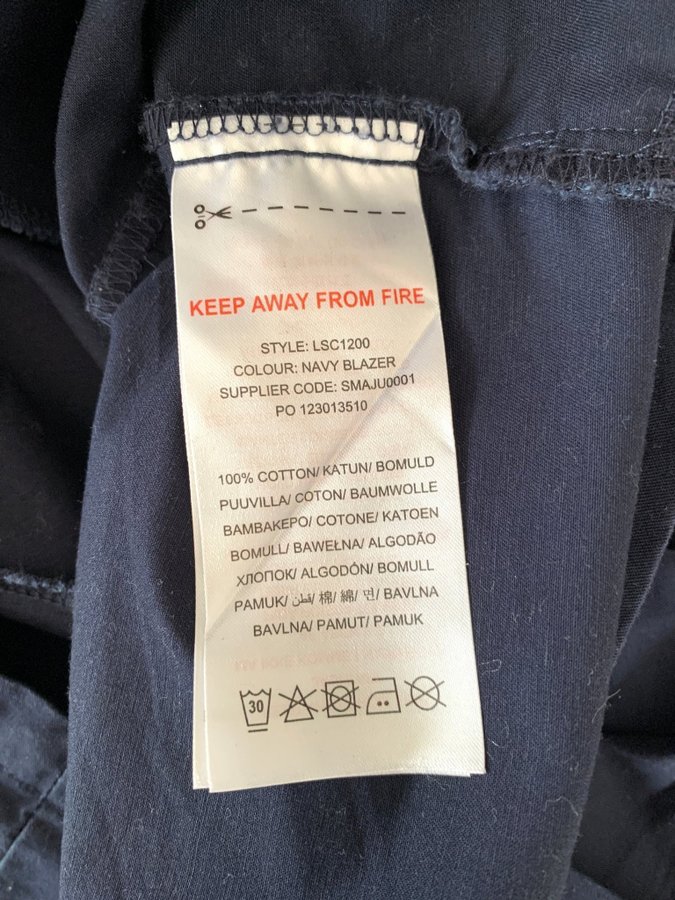 KEEP AWAY FROM FIRE
STYLE: LSC1200
COLOUR: NAVY BLAZER
SUPPLIER CODE: SMAJU0001
PO 123013510
100% COTTON/ KATUN/ BOMULD
PUUVILLA/ COTON/ BAUMWOLLE
BAMBAKEPO/ COTONE/ KATOEN
BOMULL/ BAWEŁNA/ ALGODÃO
ХЛОПОК/ ALGODÓN/ BOMULL
PAMUK/ قطن/ 棉/ 綿/ 면/ BAVLNA
BAVLNA/ PAMUT/ PAMUK
30